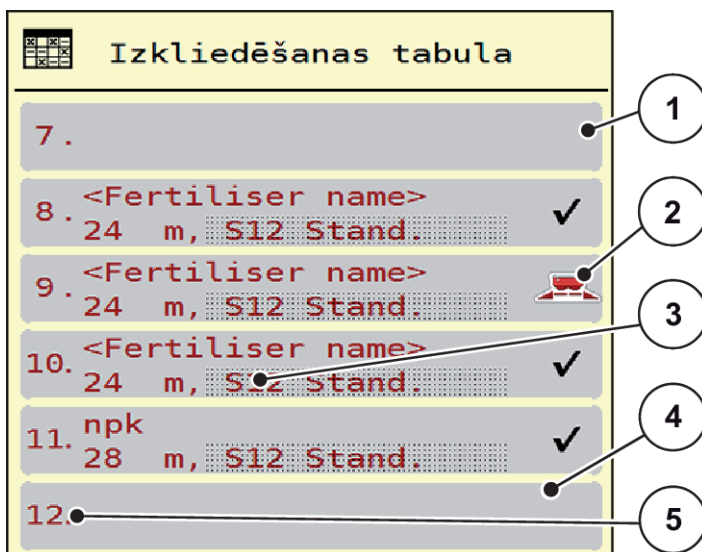 Izkliedēšanas tabula
7.
1
<Fertiliser name>
8.
24 m, S12 Stand.
2
<Fertiliser name>
9.
24 m, S12 Stand.
3
<Fertiliser name>
10.
24 m, S12 Stand.
4
npk
11.
28 m, S12 Stand.
12.
5